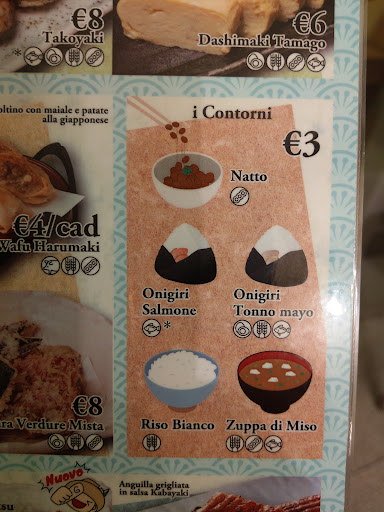 €8
Takoyaki
*
€6
Dashimaki Tamago
oltino con maiale e patate
alla giapponese
€4/cad
Wafu Harumaki
i Contorni
€3
Natto
Onigiri
Salmone
*
Onigiri
Tonno mayo
Riso Bianco
Zuppa di Miso
€8
ara Verdure Mista
Nuovo
Anguilla grigliata
in salsa Kabayaki